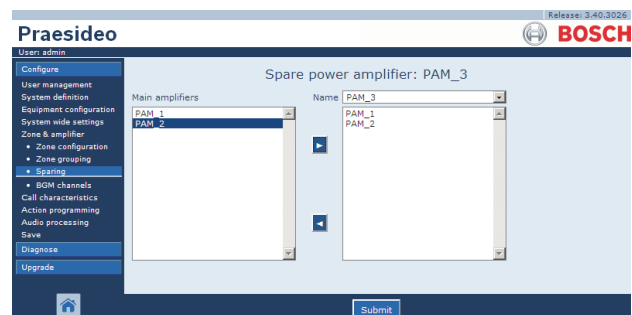 Release: 3.40.3026
Praesideo
BOSCH
User: admin
Configure
User management
System definition
Equipment configuration
System wide settings
Zone & amplifier
• Zone configuration
• Zone grouping
• Sparing
• BGM channels
Call characteristics
Action programming
Audio processing
Save
Diagnose
Upgrade
Spare power amplifier: PAM_3
Main amplifiers
Name PAM_3
PAM_1
PAM_2
PAM_1
PAM_2
Submit